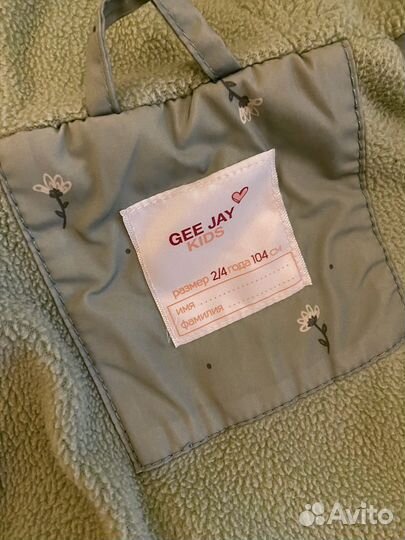 GEE JAY
KIDS
размер 2/4 года 104 см
имя
фамилия
Avito